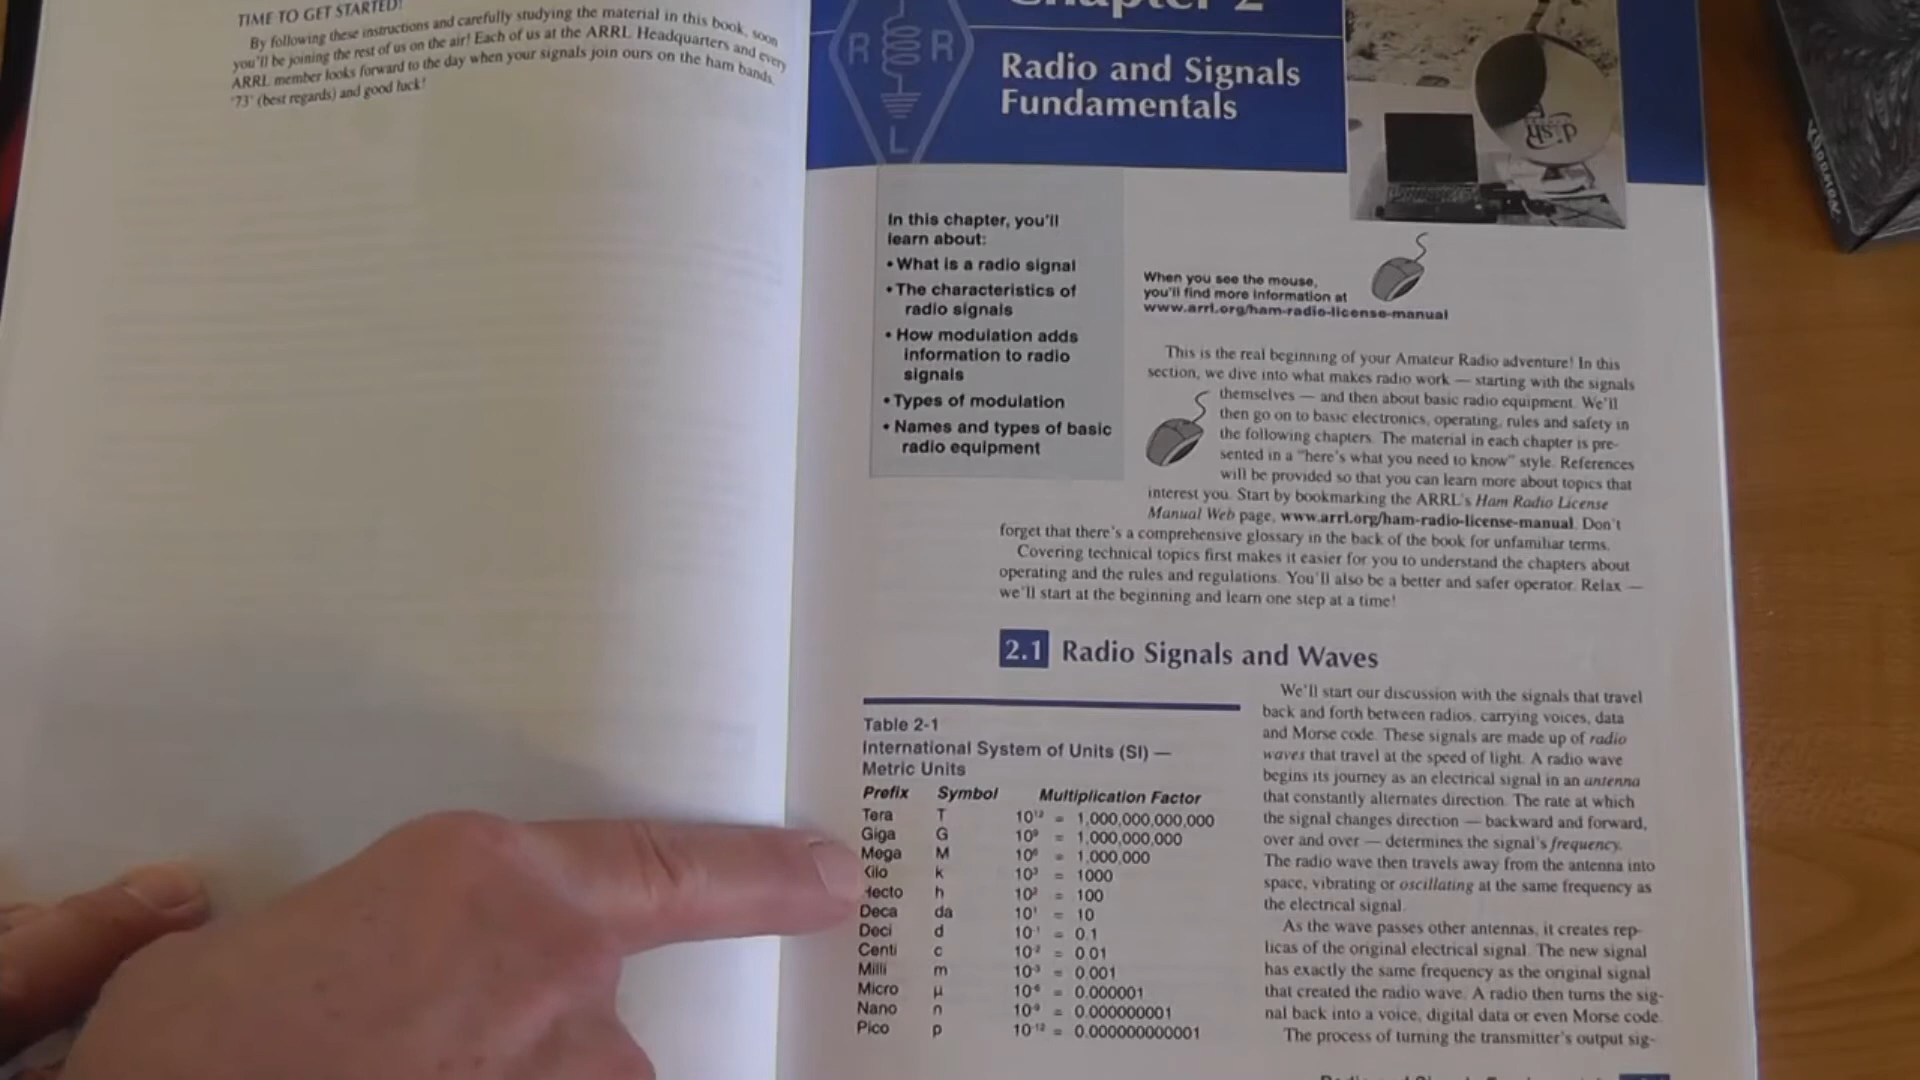 TIME TO GET STARTED!
By following these instructions and carefully studying the material in this book, soon
you'll be joining the rest of us on the air! Each of us at the ARRL Headquarters and every
ARRL member looks forward to the day when your signals join ours on the ham bands.
'73' (best regards) and good luck!
Chapter 2
R R
L
Radio and Signals
Fundamentals
In this chapter, you'll
learn about:
• What is a radio signal
• The characteristics of
radio signals
• How modulation adds
information to radio
signals
• Types of modulation
• Names and types of basic
radio equipment
When you see the mouse,
you'll find more information at
www.arrl.org/ham-radio-license-manual
This is the real beginning of your Amateur Radio adventure! In this
section, we dive into what makes radio work — starting with the signals
themselves — and then about basic radio equipment. We'll
then go on to basic electronics, operating, rules and safety in
the following chapters. The material in each chapter is pre-
sented in a "here's what you need to know" style. References
will be provided so that you can learn more about topics that
interest you. Start by bookmarking the ARRL's Ham Radio License
Manual Web page, www.arrl.org/ham-radio-license-manual. Don't
forget that there's a comprehensive glossary in the back of the book for unfamiliar terms.
Covering technical topics first makes it easier for you to understand the chapters about
operating and the rules and regulations. You'll also be a better and safer operator. Relax —
we'll start at the beginning and learn one step at a time!
2.1 Radio Signals and Waves
Table 2-1
International System of Units (SI) —
Metric Units
Prefix Symbol Multiplication Factor
Tera T 10¹² = 1,000,000,000,000
Giga G 10⁹ = 1,000,000,000
Mega M 10⁶ = 1,000,000
Kilo k 10³ = 1000
Hecto h 10² = 100
Deca da 10¹ = 10
Deci d 10⁻¹ = 0.1
Centi c 10⁻² = 0.01
Milli m 10⁻³ = 0.001
Micro µ 10⁻⁶ = 0.000001
Nano n 10⁻⁹ = 0.000000001
Pico p 10⁻¹² = 0.000000000001
We'll start our discussion with the signals that travel
back and forth between radios, carrying voices, data
and Morse code. These signals are made up of radio
waves that travel at the speed of light. A radio wave
begins its journey as an electrical signal in an antenna
that constantly alternates direction. The rate at which
the signal changes direction — backward and forward,
over and over — determines the signal's frequency.
The radio wave then travels away from the antenna into
space, vibrating or oscillating at the same frequency as
the electrical signal.
As the wave passes other antennas, it creates rep-
licas of the original electrical signal. The new signal
has exactly the same frequency as the original signal
that created the radio wave. A radio then turns the sig-
nal back into a voice, digital data or even Morse code.
The process of turning the transmitter's output sig-